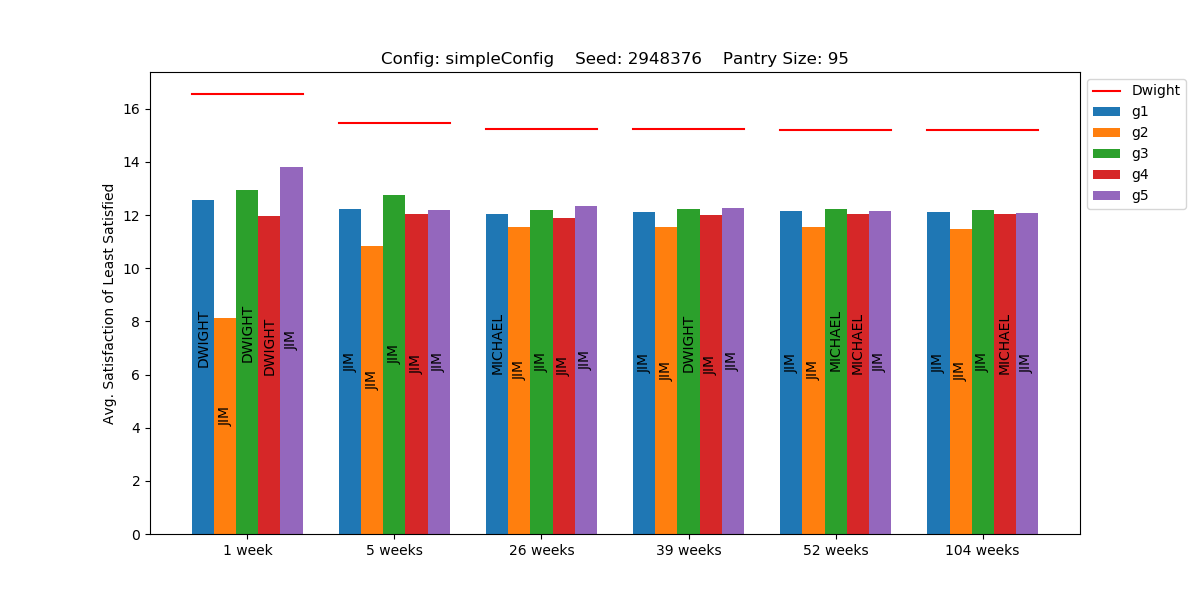 Config: simpleConfig    Seed: 2948376    Pantry Size: 95
Avg. Satisfaction of Least Satisfied
16
14
12
10
8
6
4
2
0
DWIGHT JIM DWIGHT DWIGHT JIM
JIM JIM JIM JIM JIM
MICHAEL JIM JIM JIM JIM
JIM JIM DWIGHT JIM JIM
JIM JIM MICHAEL MICHAEL JIM
JIM JIM JIM MICHAEL JIM
1 week 5 weeks 26 weeks 39 weeks 52 weeks 104 weeks
Dwight
g1
g2
g3
g4
g5